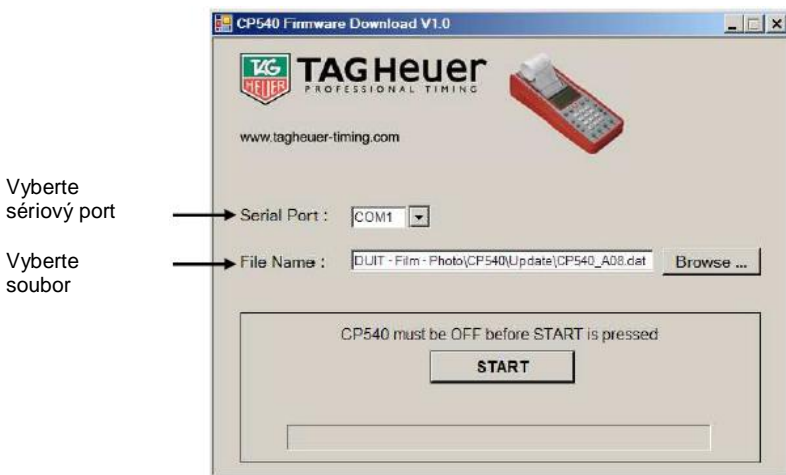 CP540 Firmware Download V1.0
TAG
HEUER
TAGHeuer
PROFESSIONAL TIMING
www.tagheuer-timing.com
Vyberte
sériový port
Serial Port :
COM1
Vyberte
soubor
File Name :
DUIT - Film - Photo\CP540\Update\CP540_A08.dat
Browse ...
CP540 must be OFF before START is pressed
START